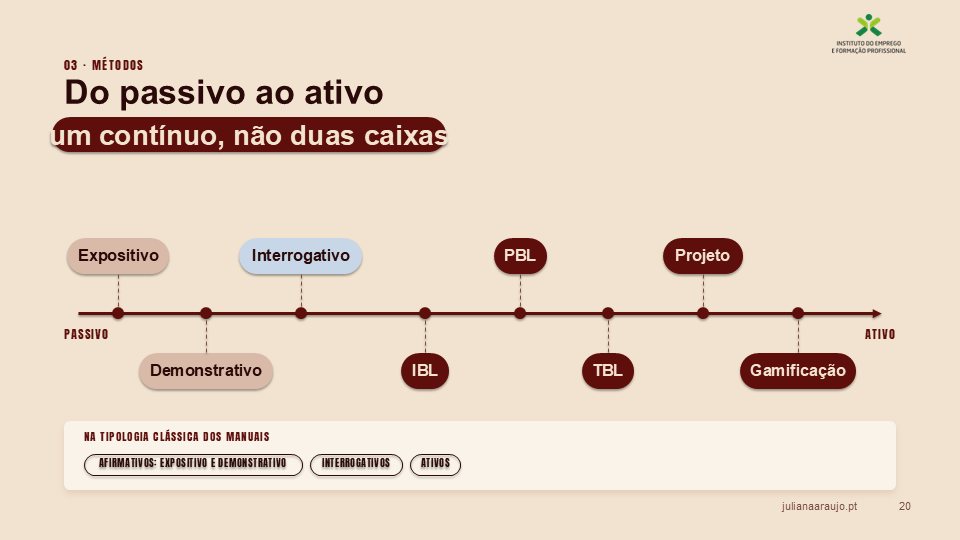 INSTITUTO DO EMPREGO
E FORMAÇÃO PROFISSIONAL
03 · MÉTODOS
Do passivo ao ativo
um contínuo, não duas caixas
Expositivo
Interrogativo
PBL
Projeto
PASSIVO
ATIVO
Demonstrativo
IBL
TBL
Gamificação
NA TIPOLOGIA CLÁSSICA DOS MANUAIS
AFIRMATIVOS: EXPOSITIVO E DEMONSTRATIVO
INTERROGATIVOS
ATIVOS
julianaaraujo.pt
20